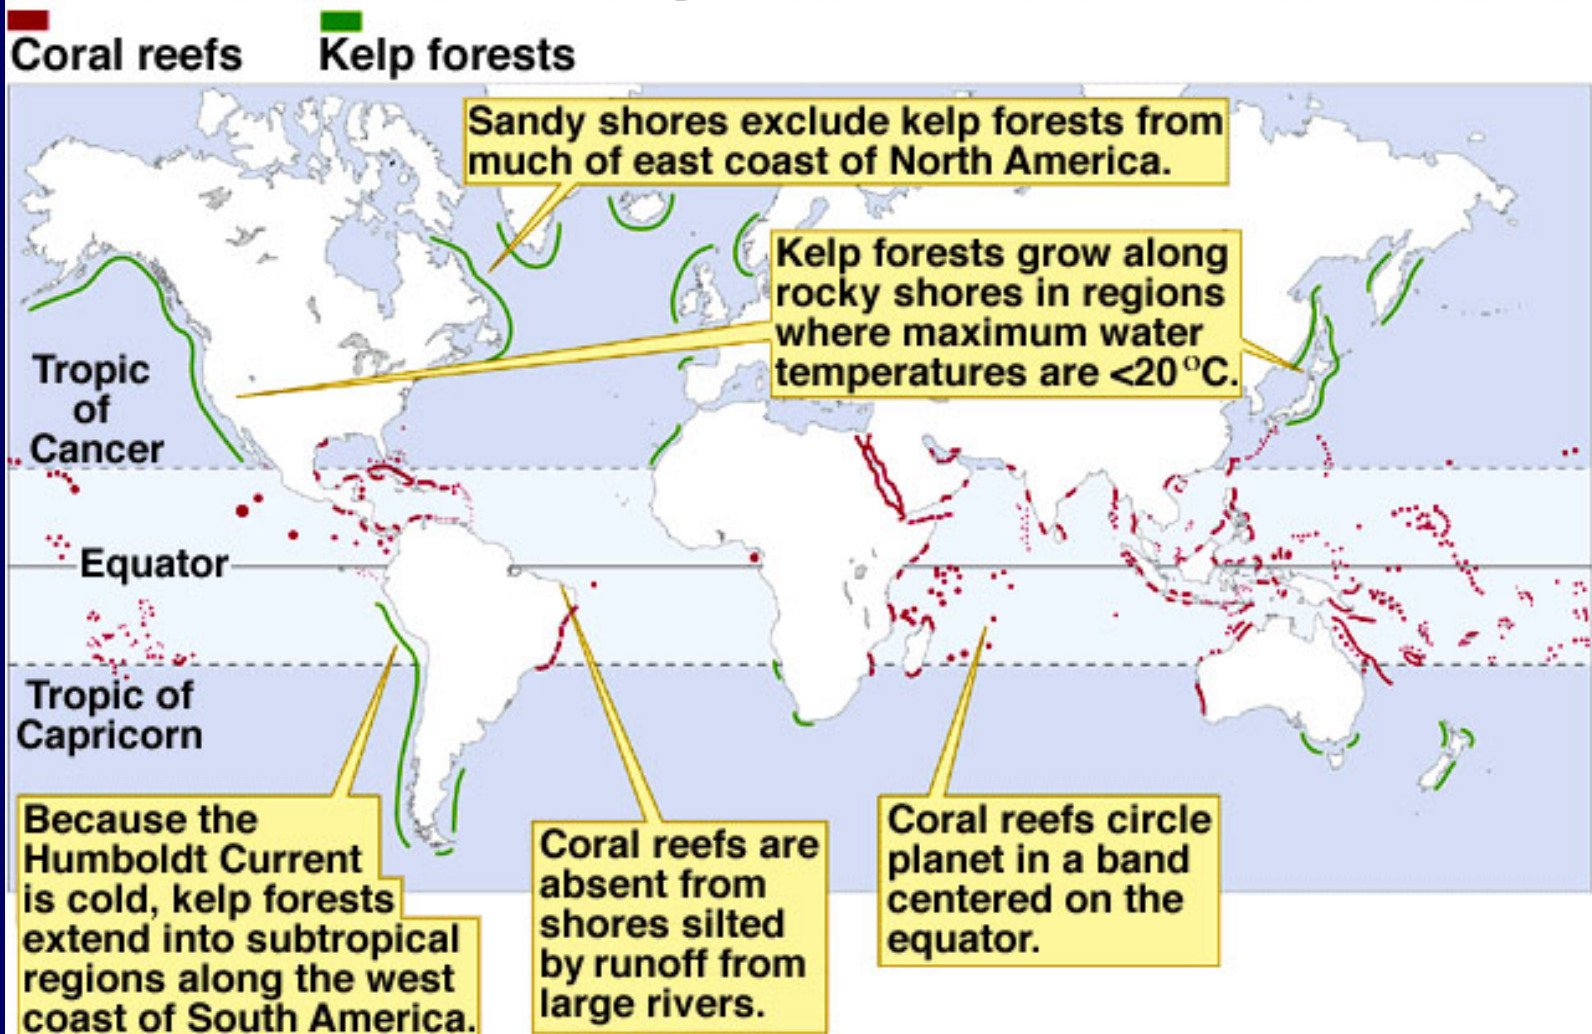 Coral reefs
Kelp forests
Sandy shores exclude kelp forests from
much of east coast of North America.
Kelp forests grow along
rocky shores in regions
where maximum water
temperatures are <20°C.
Tropic
of
Cancer
Equator
Tropic of
Capricorn
Because the
Humboldt Current
is cold, kelp forests
extend into subtropical
regions along the west
coast of South America.
Coral reefs are
absent from
shores silted
by runoff from
large rivers.
Coral reefs circle
planet in a band
centered on the
equator.